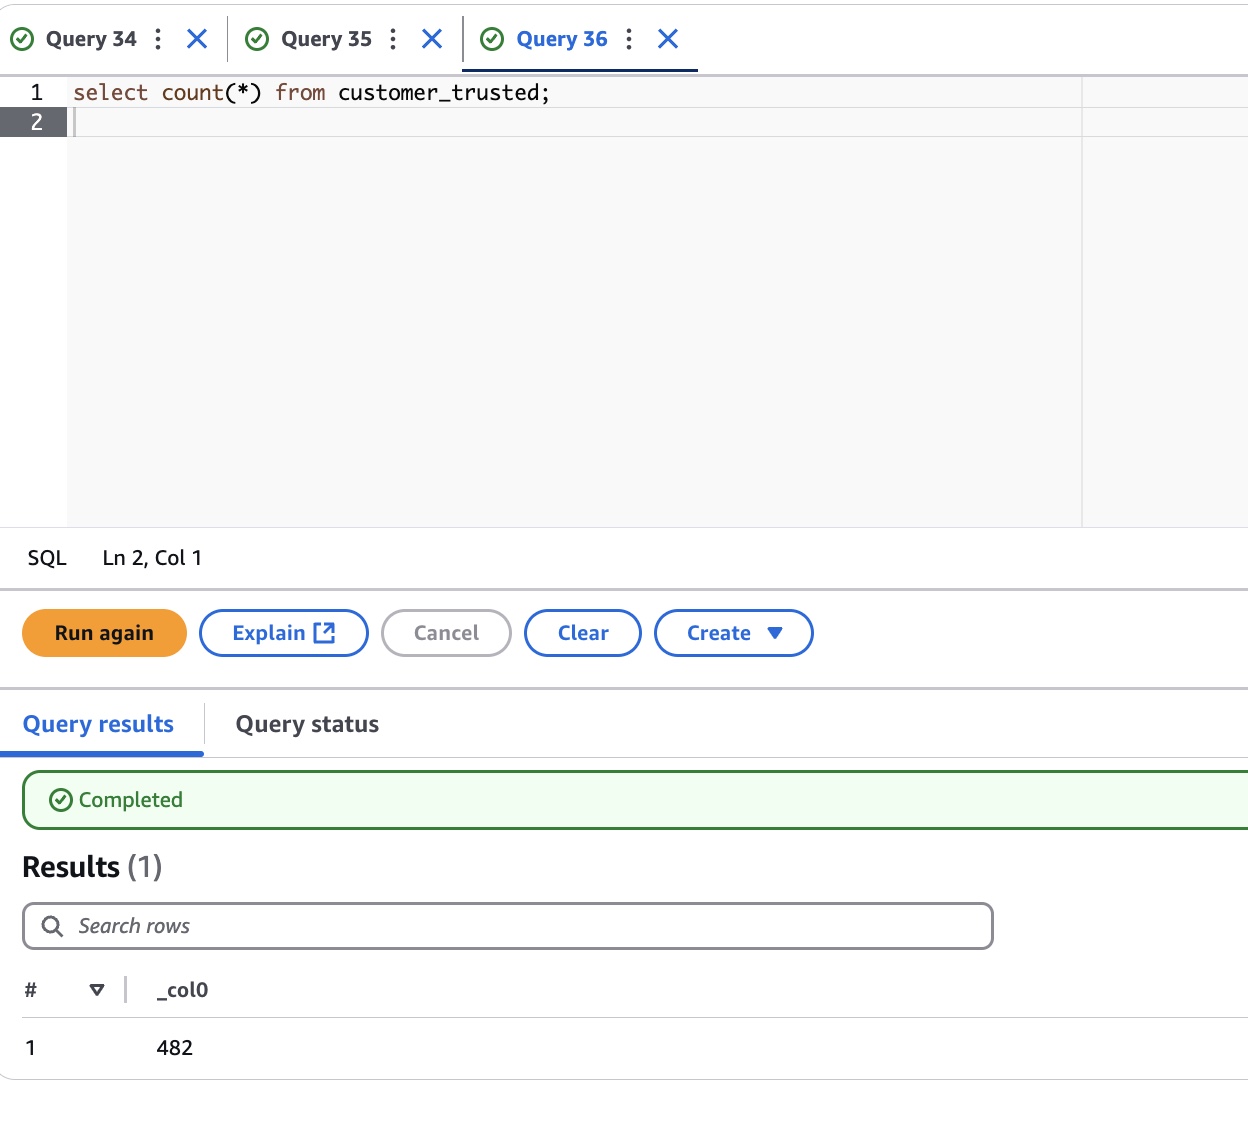 Query 34
Query 35
Query 36
1 select count(*) from customer_trusted;
2
SQL Ln 2, Col 1
Run again Explain Cancel Clear Create
Query results Query status
Completed
Results (1)
Search rows
# _col0
1 482